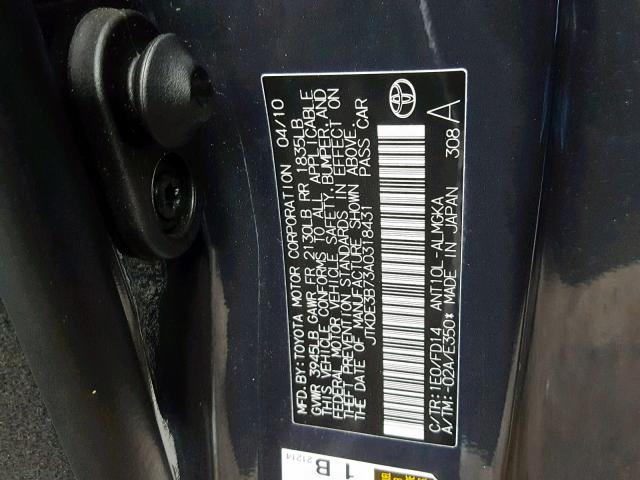 MFD.BY:TOYOTA MOTOR CORPORATION 04/10
GVWR 3945LB GAWR FR 2130LB RR 1835LB
THIS VEHICLE CONFORMS TO ALL APPLICABLE
FEDERAL MOTOR VEHICLE SAFETY,BUMPER,AND
THEFT PREVENTION STANDARDS IN EFFECT ON
THE DATE OF MANUFACTURE SHOWN ABOVE.
JTKDE3B73A0318431 PASS CAR
C/TR:1E0/FD14 ANT10L-ALMGKA
A/TM:-02A/E350* MADE IN JAPAN 308 A
21214
1B